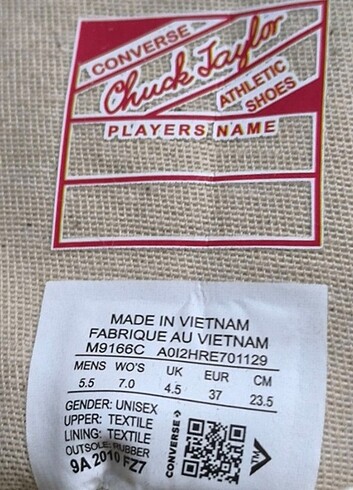 CONVERSE
Chuck Taylor
ATHLETIC
SHOES
PLAYERS NAME
MADE IN VIETNAM
FABRIQUE AU VIETNAM
M9166C A0I2HRE701129
MENS WO'S UK EUR CM
5.5 7.0 4.5 37 23.5
GENDER: UNISEX
UPPER: TEXTILE
LINING: TEXTILE
OUTSOLE: RUBBER
9A 2010 FZ7
CONVERSE